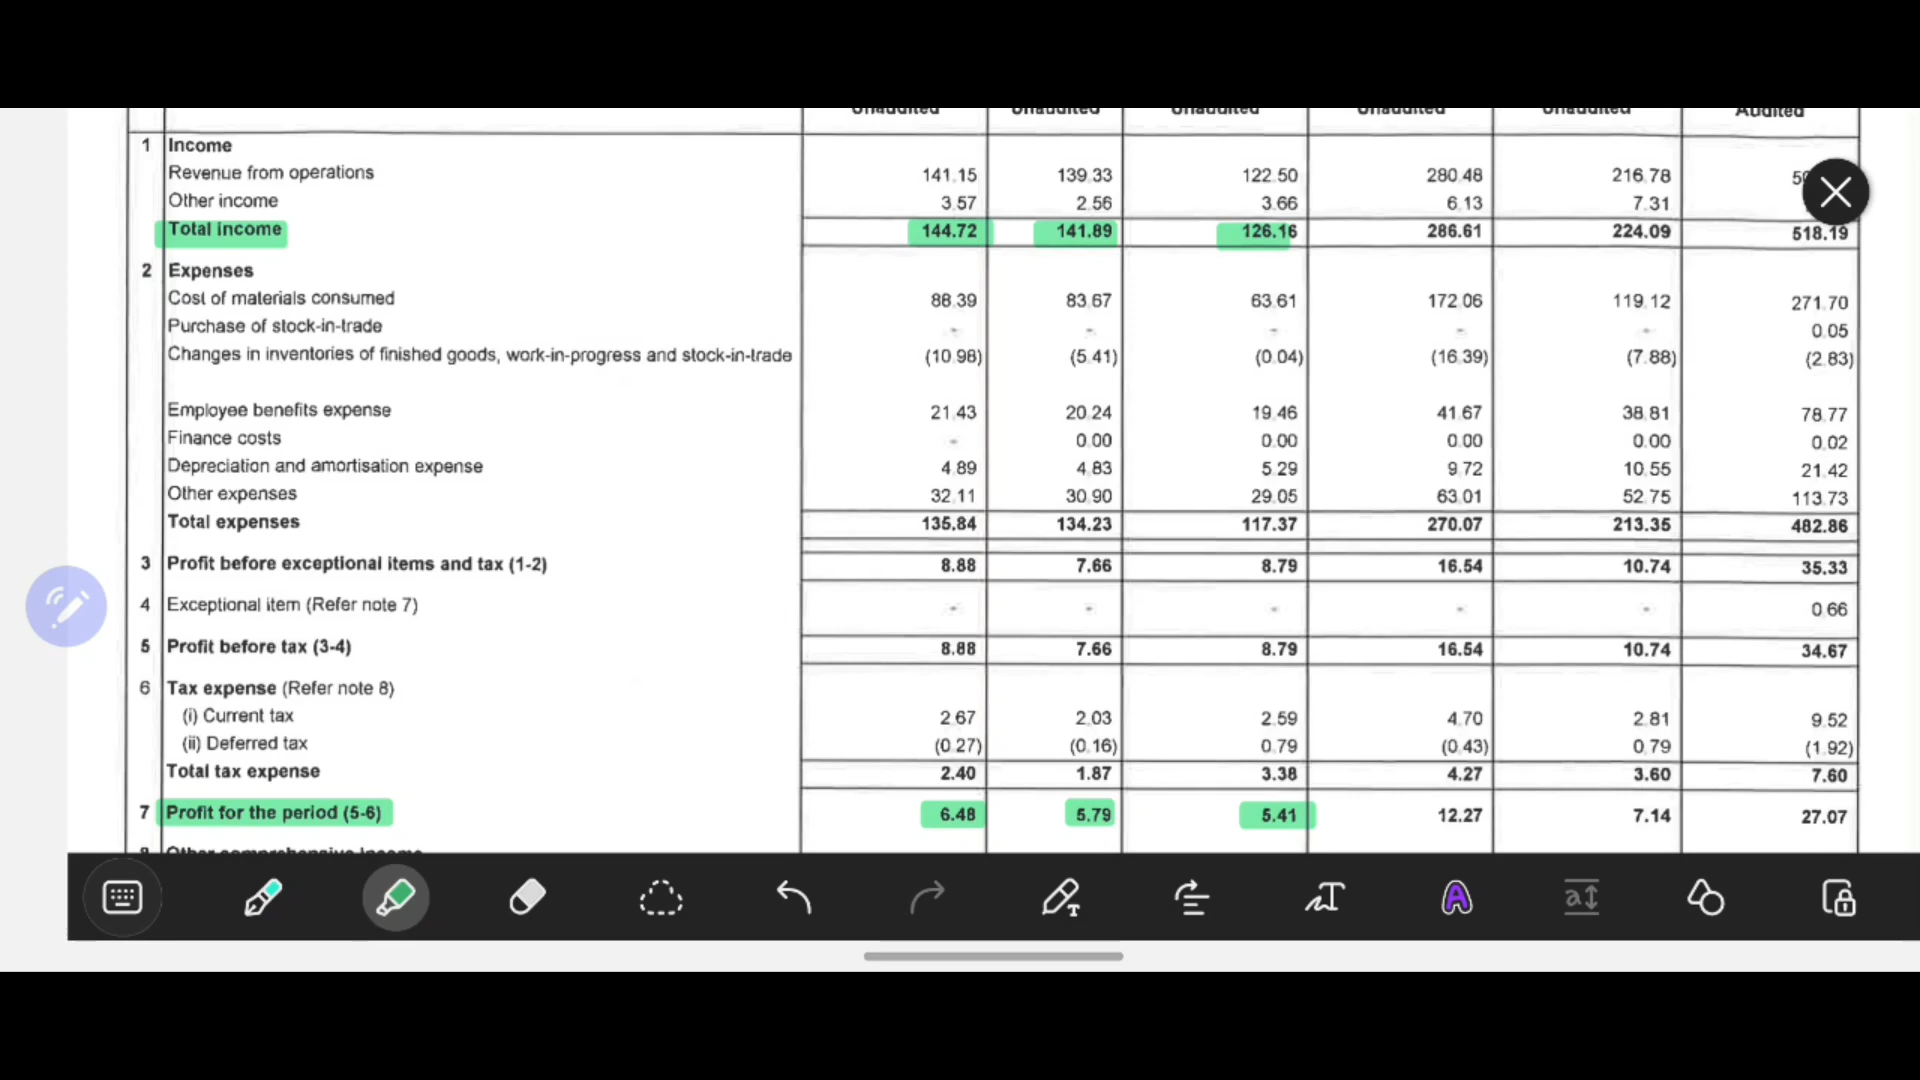 Unaudited Unaudited Unaudited Unaudited Unaudited Audited
1 Income
Revenue from operations 141.15 139.33 122.50 280.48 216.78
Other income 3.57 2.56 3.66 6.13 7.31
Total income 144.72 141.89 126.16 286.61 224.09 518.19
2 Expenses
Cost of materials consumed 88.39 83.67 63.61 172.06 119.12 271.70
Purchase of stock-in-trade - - - - - 0.05
Changes in inventories of finished goods, work-in-progress and stock-in-trade (10.98) (5.41) (0.04) (16.39) (7.88) (2.83)
Employee benefits expense 21.43 20.24 19.46 41.67 38.81 78.77
Finance costs - 0.00 0.00 0.00 0.00 0.02
Depreciation and amortisation expense 4.89 4.83 5.29 9.72 10.55 21.42
Other expenses 32.11 30.90 29.05 63.01 52.75 113.73
Total expenses 135.84 134.23 117.37 270.07 213.35 482.86
3 Profit before exceptional items and tax (1-2) 8.88 7.66 8.79 16.54 10.74 35.33
4 Exceptional item (Refer note 7) - - - - - 0.66
5 Profit before tax (3-4) 8.88 7.66 8.79 16.54 10.74 34.67
6 Tax expense (Refer note 8)
(i) Current tax 2.67 2.03 2.59 4.70 2.81 9.52
(ii) Deferred tax (0.27) (0.16) 0.79 (0.43) 0.79 (1.92)
Total tax expense 2.40 1.87 3.38 4.27 3.60 7.60
7 Profit for the period (5-6) 6.48 5.79 5.41 12.27 7.14 27.07
8 Other comprehensive income